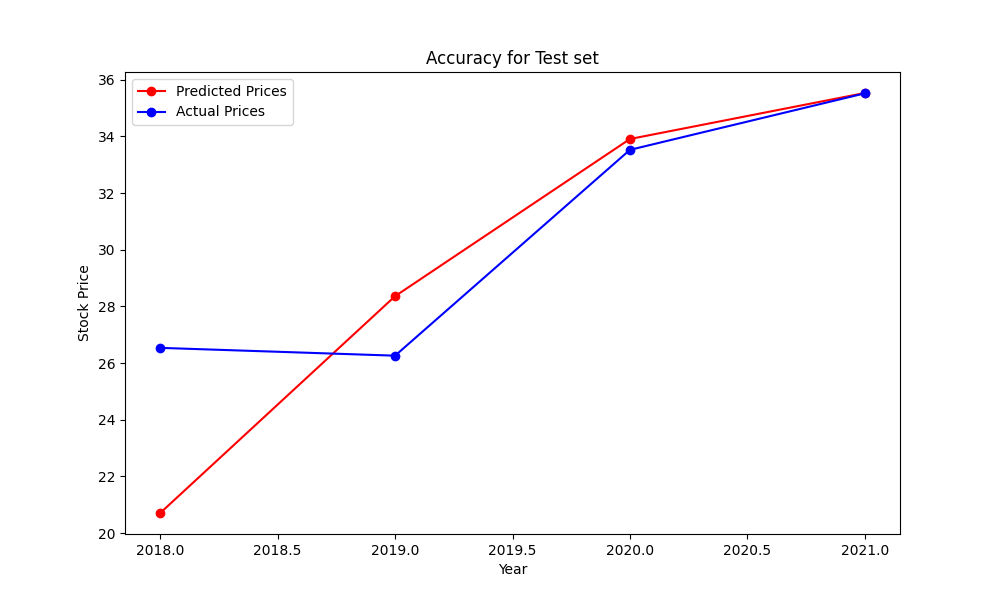 Accuracy for Test set
Predicted Prices
Actual Prices
Stock Price
36
34
32
30
28
26
24
22
20
2018.0 2018.5 2019.0 2019.5 2020.0 2020.5 2021.0
Year